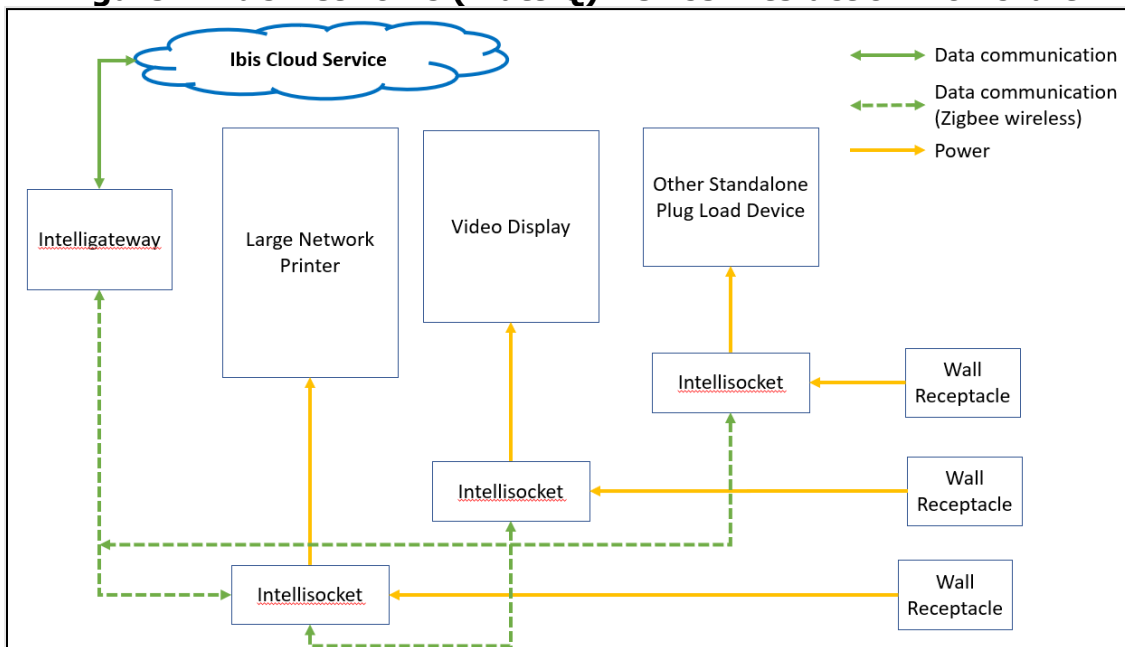 Ibis Cloud Service
Data communication
Data communication
(Zigbee wireless)
Power
Intelligateway
Large Network
Printer
Video Display
Other Standalone
Plug Load Device
Intellisocket
Wall
Receptacle
Intellisocket
Wall
Receptacle
Intellisocket
Wall
Receptacle